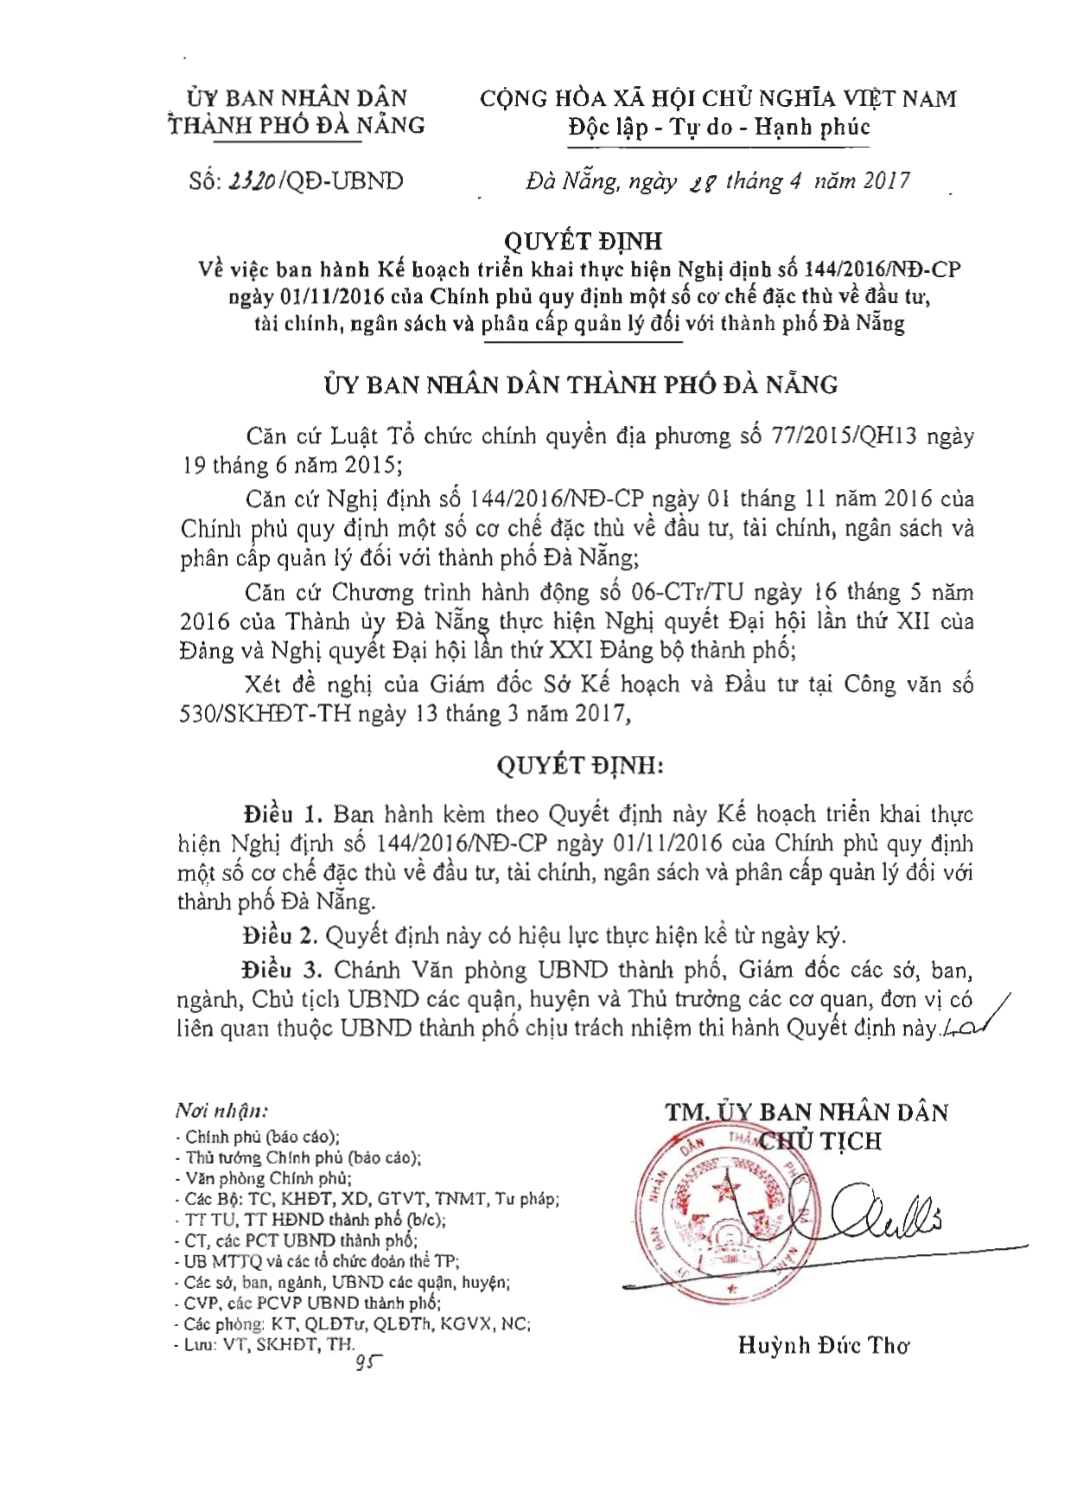 ỦY BAN NHÂN DÂN
THÀNH PHỐ ĐÀ NẴNG
CỘNG HÒA XÃ HỘI CHỦ NGHĨA VIỆT NAM
Độc lập - Tự do - Hạnh phúc
Số: 2320/QĐ-UBND
Đà Nẵng, ngày 28 tháng 4 năm 2017
QUYẾT ĐỊNH
Về việc ban hành Kế hoạch triển khai thực hiện Nghị định số 144/2016/NĐ-CP
ngày 01/11/2016 của Chính phủ quy định một số cơ chế đặc thù về đầu tư,
tài chính, ngân sách và phân cấp quản lý đối với thành phố Đà Nẵng
ỦY BAN NHÂN DÂN THÀNH PHỐ ĐÀ NẴNG
Căn cứ Luật Tổ chức chính quyền địa phương số 77/2015/QH13 ngày
19 tháng 6 năm 2015;
Căn cứ Nghị định số 144/2016/NĐ-CP ngày 01 tháng 11 năm 2016 của
Chính phủ quy định một số cơ chế đặc thù về đầu tư, tài chính, ngân sách và
phân cấp quản lý đối với thành phố Đà Nẵng;
Căn cứ Chương trình hành động số 06-CTr/TU ngày 16 tháng 5 năm
2016 của Thành ủy Đà Nẵng thực hiện Nghị quyết Đại hội lần thứ XII của
Đảng và Nghị quyết Đại hội lần thứ XXI Đảng bộ thành phố;
Xét đề nghị của Giám đốc Sở Kế hoạch và Đầu tư tại Công văn số
530/SKHĐT-TH ngày 13 tháng 3 năm 2017,
QUYẾT ĐỊNH:
Điều 1. Ban hành kèm theo Quyết định này Kế hoạch triển khai thực
hiện Nghị định số 144/2016/NĐ-CP ngày 01/11/2016 của Chính phủ quy định
một số cơ chế đặc thù về đầu tư, tài chính, ngân sách và phân cấp quản lý đối với
thành phố Đà Nẵng.
Điều 2. Quyết định này có hiệu lực thực hiện kể từ ngày ký.
Điều 3. Chánh Văn phòng UBND thành phố, Giám đốc các sở, ban,
ngành, Chủ tịch UBND các quận, huyện và Thủ trưởng các cơ quan, đơn vị có
liên quan thuộc UBND thành phố chịu trách nhiệm thi hành Quyết định này.
Nơi nhận:
- Chính phủ (báo cáo);
- Thủ tướng Chính phủ (báo cáo);
- Văn phòng Chính phủ;
- Các Bộ: TC, KHĐT, XD, GTVT, TNMT, Tư pháp;
- TT TU, TT HĐND thành phố (b/c);
- CT, các PCT UBND thành phố;
- UB MTTQ và các tổ chức đoàn thể TP;
- Các sở, ban, ngành, UBND các quận, huyện;
- CVP, các PCVP UBND thành phố;
- Các phòng: KT, QLĐTư, QLĐTh, KGVX, NC;
- Lưu: VT, SKHĐT, TH.
95
TM. ỦY BAN NHÂN DÂN
CHỦ TỊCH
ỦY BAN NHÂN DÂN THÀNH PHỐ ĐÀ NẴNG
Huỳnh Đức Thơ